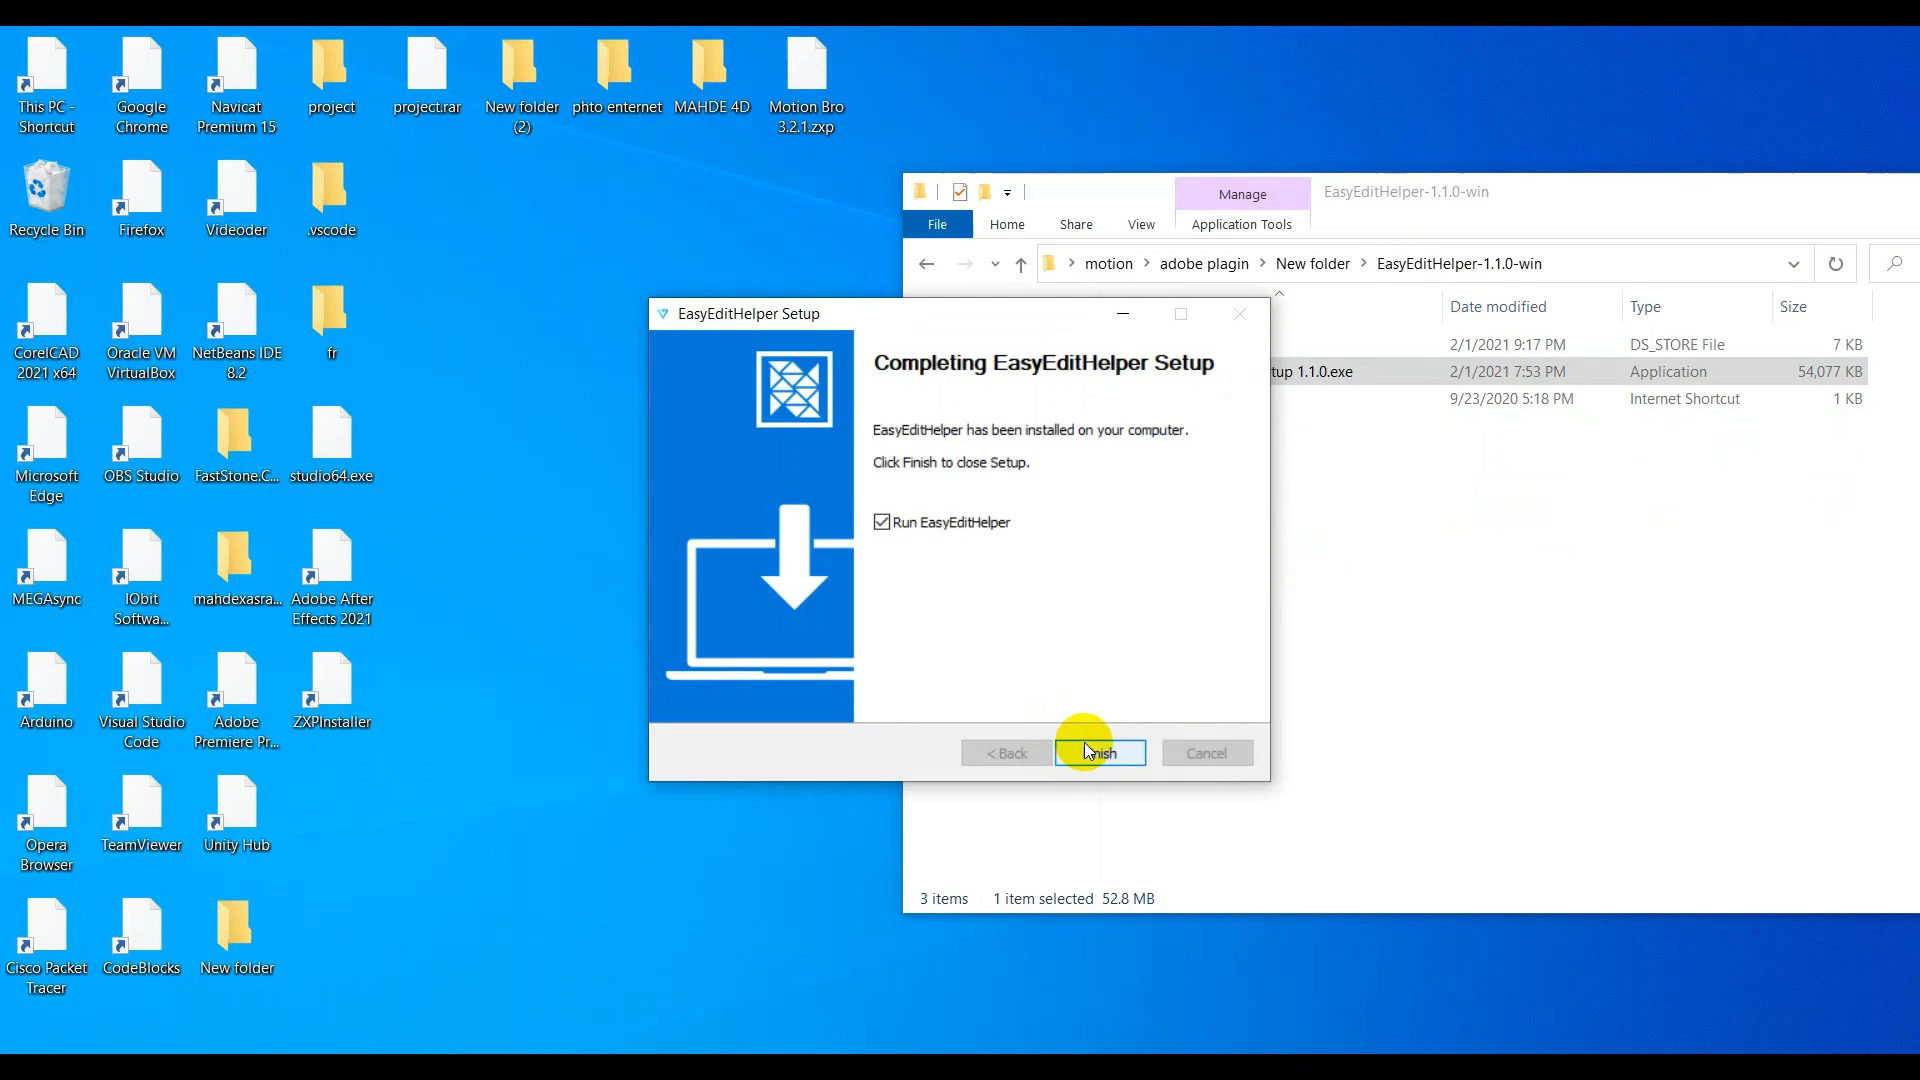 This PC -
Shortcut
Google
Chrome
Navicat
Premium 15
project
project.rar
New folder
(2)
phto enternet
MAHDE 4D
Motion Bro
3.2.1.zxp
Recycle Bin
Firefox
Videoder
.vscode
CorelCAD
2021 x64
Oracle VM
VirtualBox
NetBeans IDE
8.2
fr
Microsoft
Edge
OBS Studio
FastStone.C...
studio64.exe
MEGAsync
IObit
Softwa...
mahdexasra...
Adobe After
Effects 2021
Arduino
Visual Studio
Code
Adobe
Premiere Pr...
ZXPInstaller
Opera
Browser
TeamViewer
Unity Hub
Cisco Packet
Tracer
CodeBlocks
New folder
Manage
EasyEditHelper-1.1.0-win
File
Home
Share
View
Application Tools
motion > adobe plagin > New folder > EasyEditHelper-1.1.0-win
Date modified Type Size
2/1/2021 9:17 PM DS_STORE File 7 KB
tup 1.1.0.exe 2/1/2021 7:53 PM Application 54,077 KB
9/23/2020 5:18 PM Internet Shortcut 1 KB
3 items 1 item selected 52.8 MB
EasyEditHelper Setup
Completing EasyEditHelper Setup
EasyEditHelper has been installed on your computer.
Click Finish to close Setup.
Run EasyEditHelper
< Back
Cancel